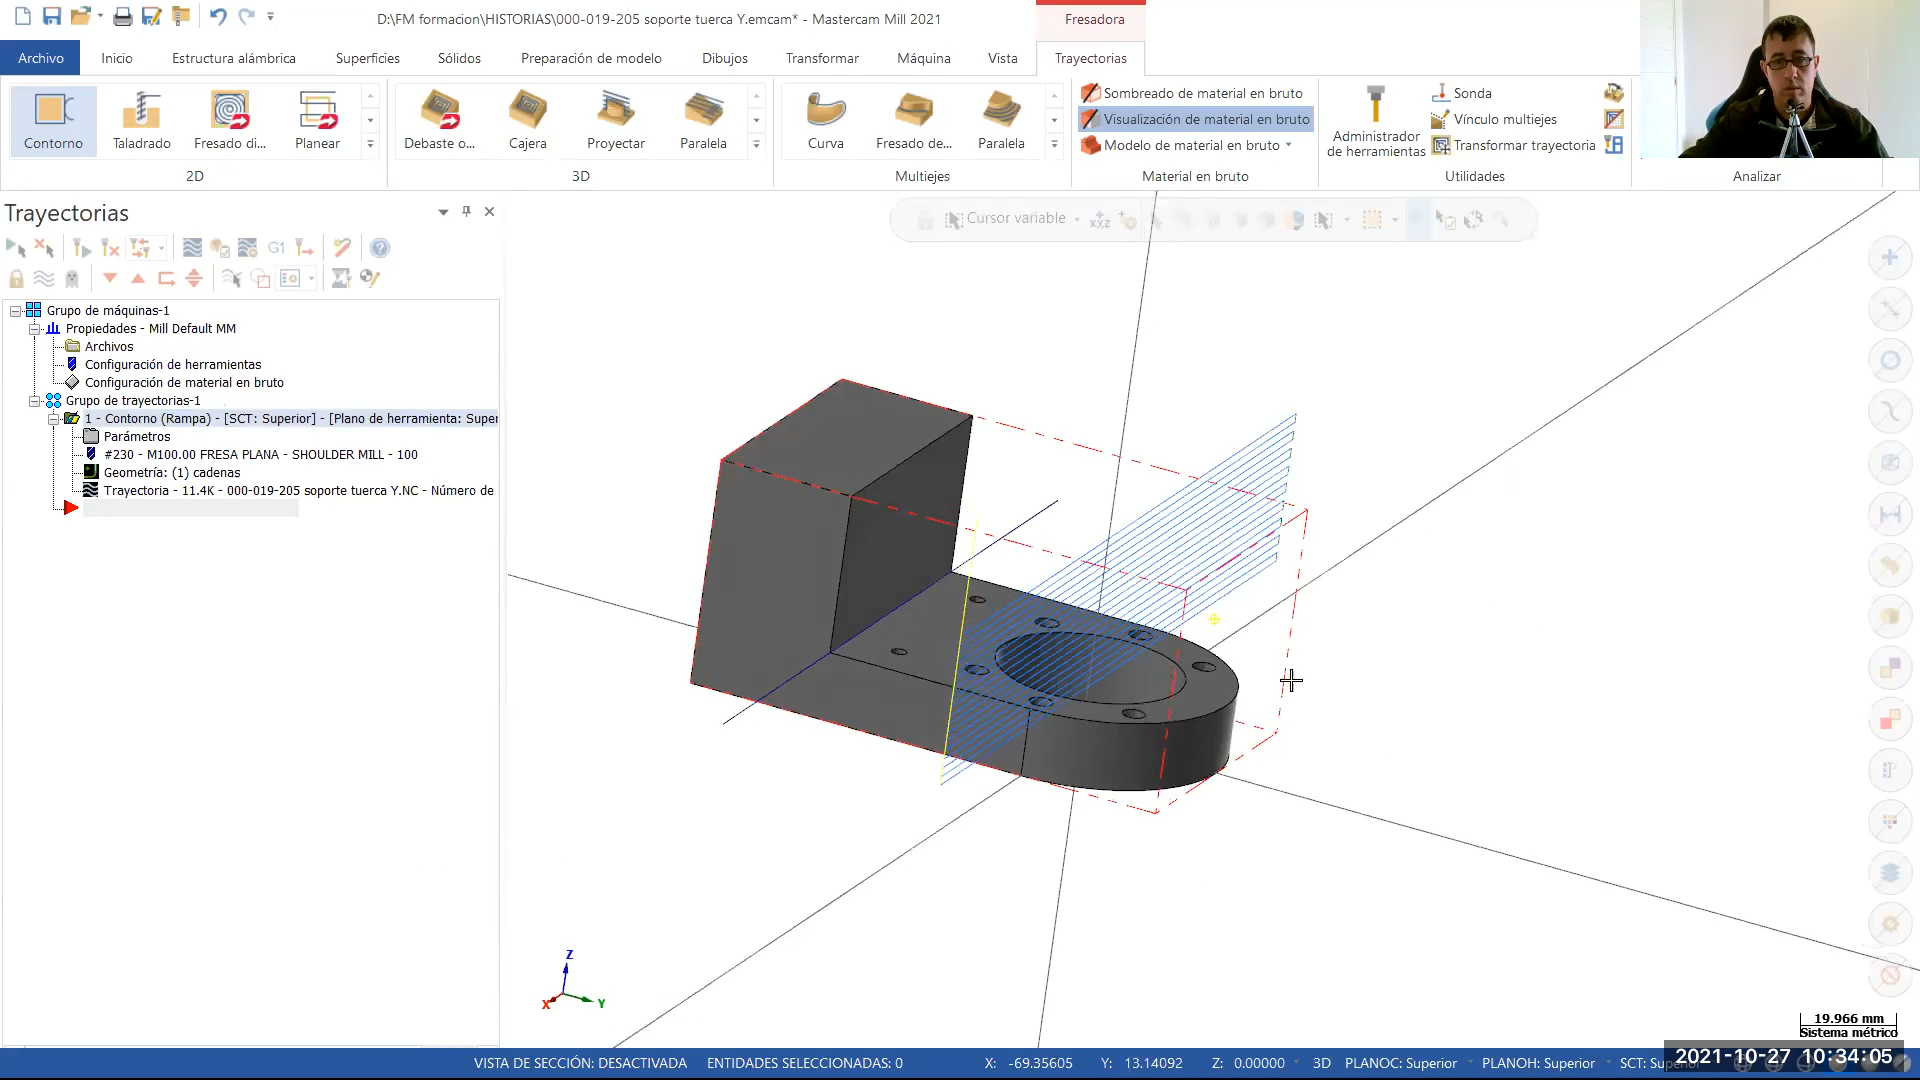 D:\FM formacion\HISTORIAS\000-019-205 soporte tuerca Y.emcam* - Mastercam Mill 2021
Fresadora
Archivo
Inicio
Estructura alámbrica
Superficies
Sólidos
Preparación de modelo
Dibujos
Transformar
Máquina
Vista
Trayectorias
Contorno
Taladrado
Fresado di...
Planear
2D
Debaste o...
Cajera
Proyectar
Paralela
3D
Curva
Fresado de...
Paralela
Multiejes
Sombreado de material en bruto
Visualización de material en bruto
Modelo de material en bruto
Material en bruto
Administrador
de herramientas
Sonda
Vínculo multiejes
Transformar trayectoria
Utilidades
Analizar
Trayectorias
Cursor variable
G1
Grupo de máquinas-1
Propiedades - Mill Default MM
Archivos
Configuración de herramientas
Configuración de material en bruto
Grupo de trayectorias-1
1 - Contorno (Rampa) - [SCT: Superior] - [Plano de herramienta: Super
Parámetros
#230 - M100.00 FRESA PLANA - SHOULDER MILL - 100
Geometría: (1) cadenas
Trayectoria - 11.4K - 000-019-205 soporte tuerca Y.NC - Número de
Z
X
Y
19.966 mm
Sistema métrico
VISTA DE SECCIÓN: DESACTIVADA
ENTIDADES SELECCIONADAS: 0
X: -69.35605
Y: 13.14092
Z: 0.00000
3D
PLANOC: Superior
PLANOH: Superior
SCT: Supe
2021-10-27 10:34:05